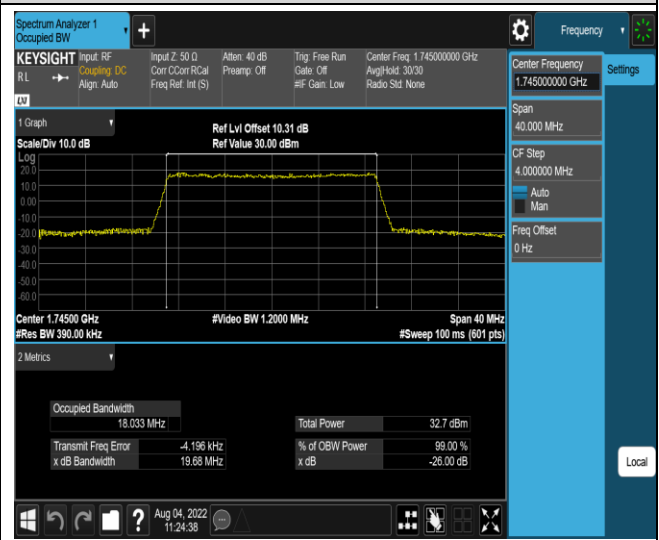 Spectrum Analyzer 1
Occupied BW
+
Frequency
KEYSIGHT
R L
LXI
Input: RF
Coupling: DC
Align: Auto
Input Z: 50 Ω
Corr CCorr RCal
Freq Ref: Int (S)
Atten: 40 dB
Preamp: Off
Trig: Free Run
Gate: Off
#IF Gain: Low
Center Freq: 1.745000000 GHz
Avg|Hold: 30/30
Radio Std: None
Center Frequency
1.745000000 GHz
Settings
Span
40.000 MHz
CF Step
4.000000 MHz
Auto
Man
Freq Offset
0 Hz
1 Graph
Scale/Div 10.0 dB
Ref Lvl Offset 10.31 dB
Ref Value 30.00 dBm
Log
20.0
10.0
0.00
-10.0
-20.0
-30.0
-40.0
-50.0
-60.0
Center 1.74500 GHz
#Video BW 1.2000 MHz
Span 40 MHz
#Res BW 390.00 kHz
#Sweep 100 ms (601 pts)
2 Metrics
Occupied Bandwidth
18.033 MHz
Total Power 32.7 dBm
Transmit Freq Error -4.196 kHz
% of OBW Power 99.00 %
x dB Bandwidth 19.68 MHz
x dB -26.00 dB
Local
?
Aug 04, 2022
11:24:38